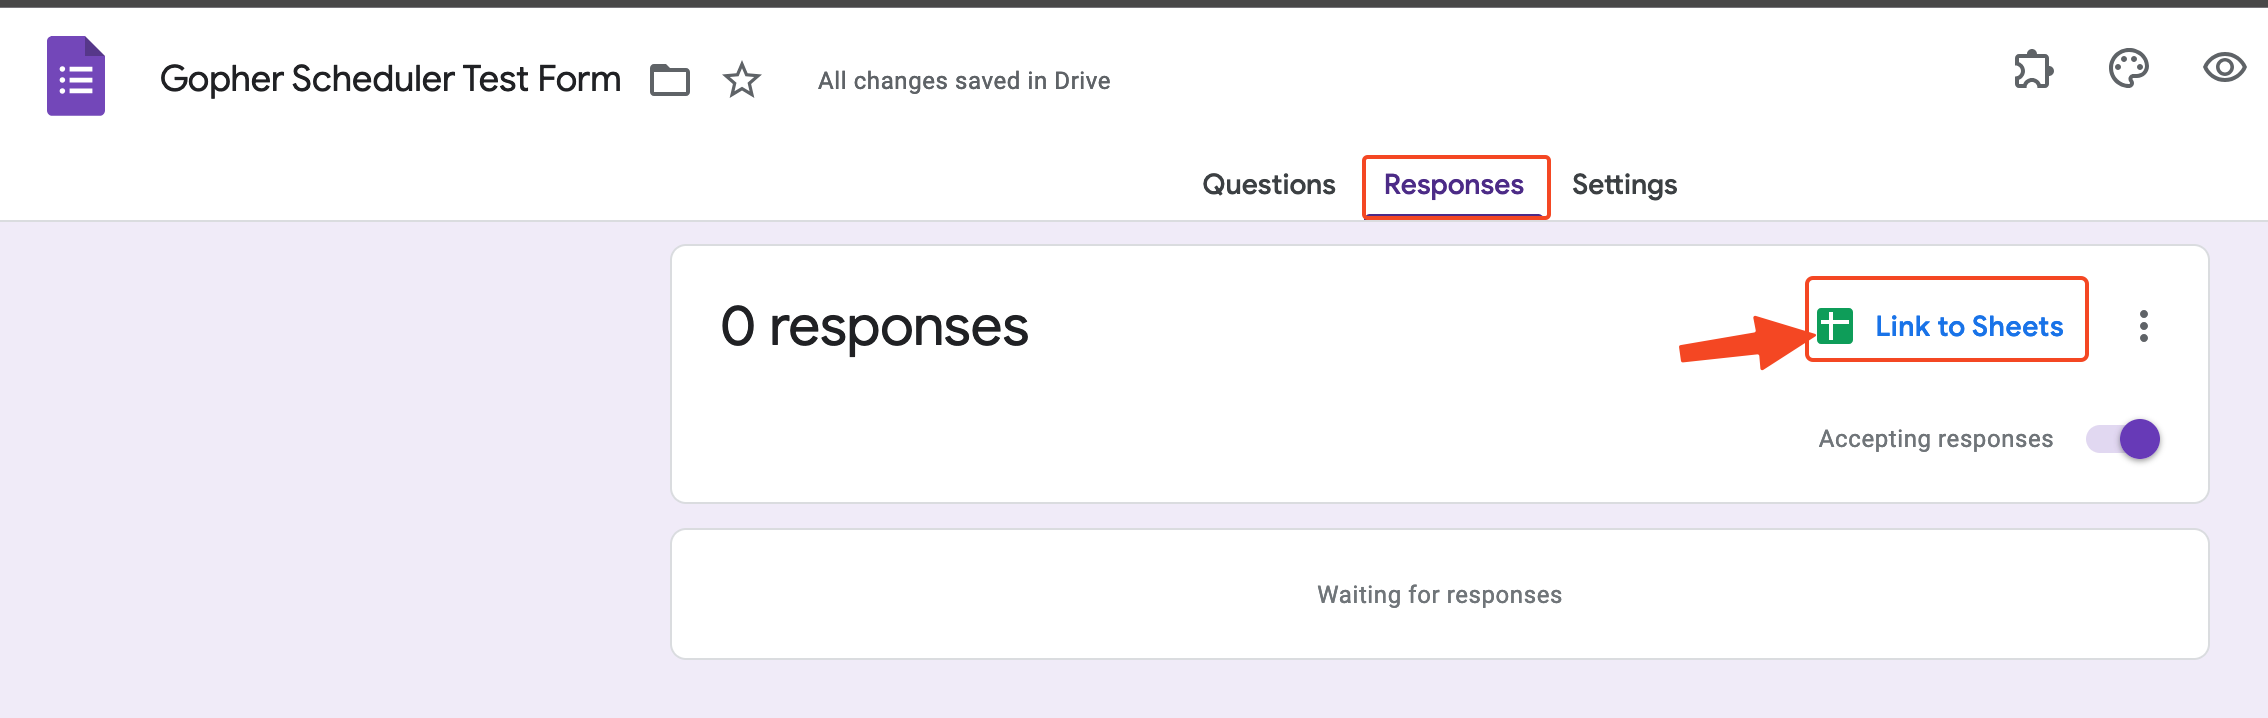 Gopher Scheduler Test Form
All changes saved in Drive
Questions
Responses
Settings
0 responses
Link to Sheets
Accepting responses
Waiting for responses